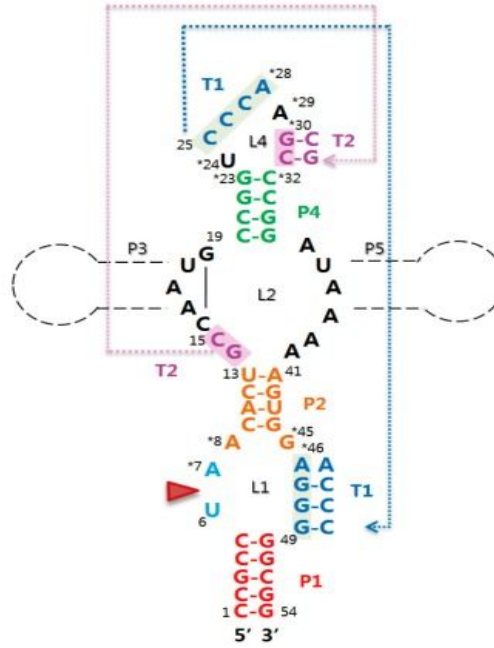 *28
T1 A
C *29
C A
C *30
25 C L4 G-C T2
*24 U C-G
*23 G-C *32
G-C
C-G P4
C-G
19 G A
P3 U U P5
A L2 A
A A
C A
15 C A
G 41
T2 13 U-A
C-G
A-U P2
C-G
*8 A G *45
*46
*7 A A A
L1 G-C T1
U G-C
6 G-C
C-G 49
C-G
G-C P1
C-G
1 C-G 54
5′ 3′